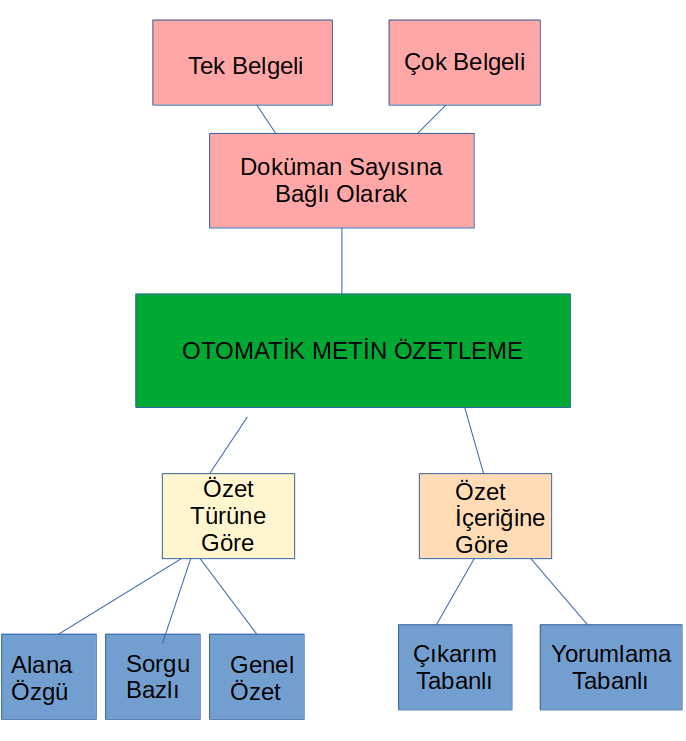 Tek Belgeli
Çok Belgeli
Doküman Sayısına
Bağlı Olarak
OTOMATİK METİN ÖZETLEME
Özet
Türüne
Göre
Özet
İçeriğine
Göre
Alana
Özgü
Sorgu
Bazlı
Genel
Özet
Çıkarım
Tabanlı
Yorumlama
Tabanlı